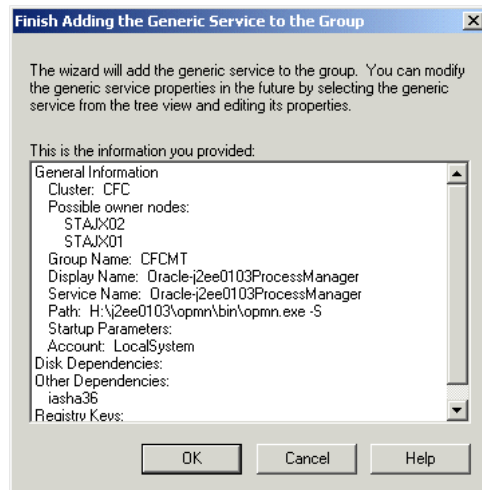 Finish Adding the Generic Service to the Group
The wizard will add the generic service to the group. You can modify
the generic service properties in the future by selecting the generic
service from the tree view and editing its properties.
This is the information you provided:
General Information
Cluster: CFC
Possible owner nodes:
STAJX02
STAJX01
Group Name: CFCMT
Display Name: Oracle-j2ee0103ProcessManager
Service Name: Oracle-j2ee0103ProcessManager
Path: H:\j2ee0103\opmn\bin\opmn.exe -S
Startup Parameters:
Account: LocalSystem
Disk Dependencies:
Other Dependencies:
iasha36
Registry Keys:
OK Cancel Help